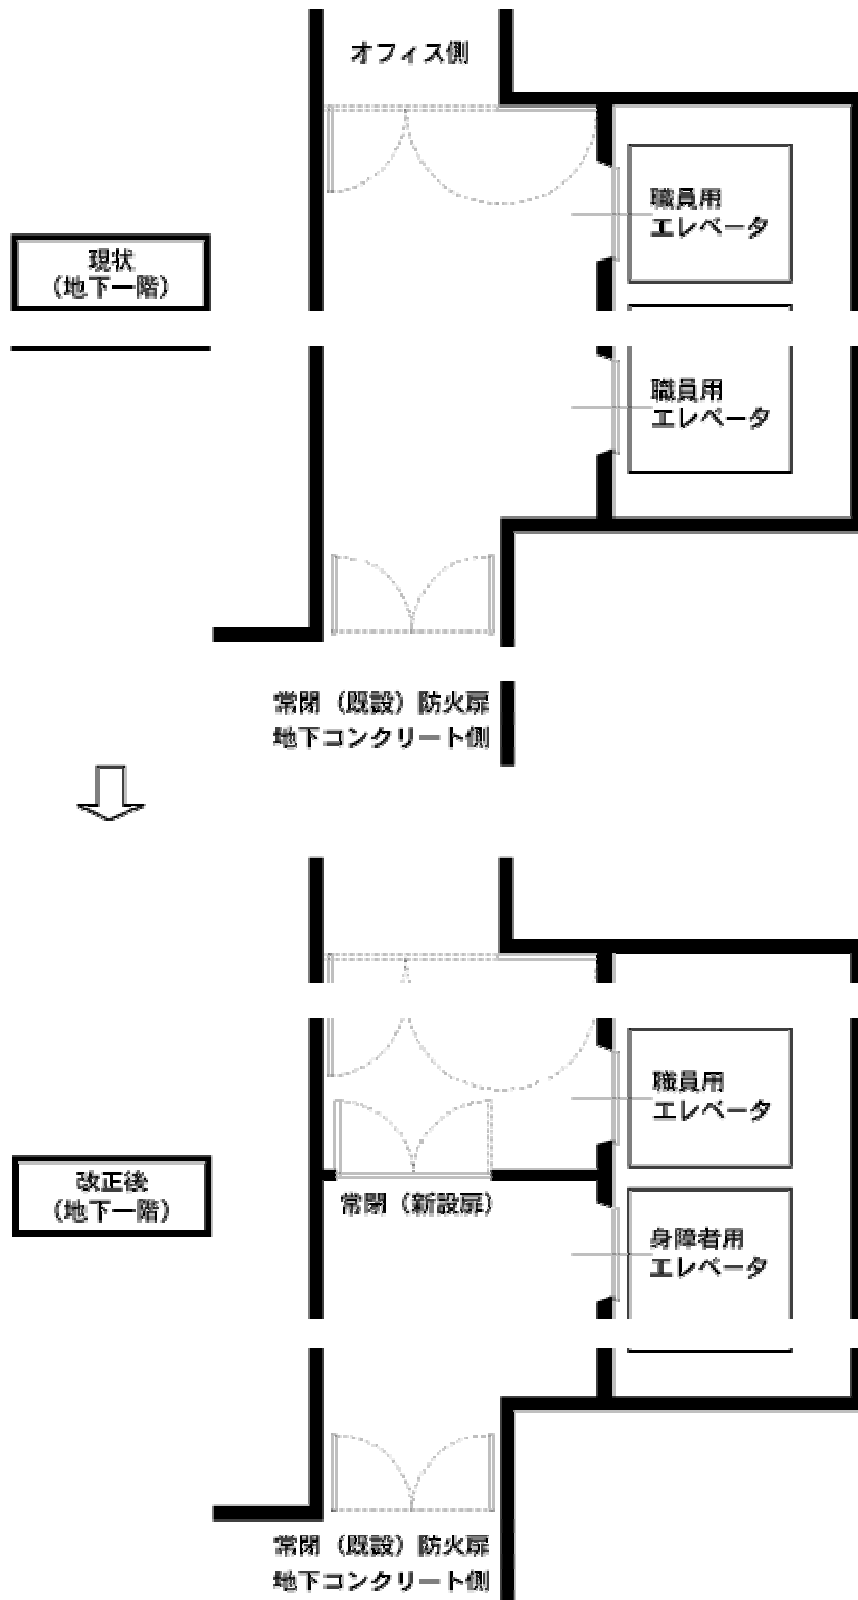 オフィス側
職員用
エレベータ
現状
（地下一階）
職員用
エレベータ
常閉（既設）防火扉
地下コンクリート側
職員用
エレベータ
改正後
（地下一階）
常閉（新設扉）
身障者用
エレベータ
常閉（既設）防火扉
地下コンクリート側